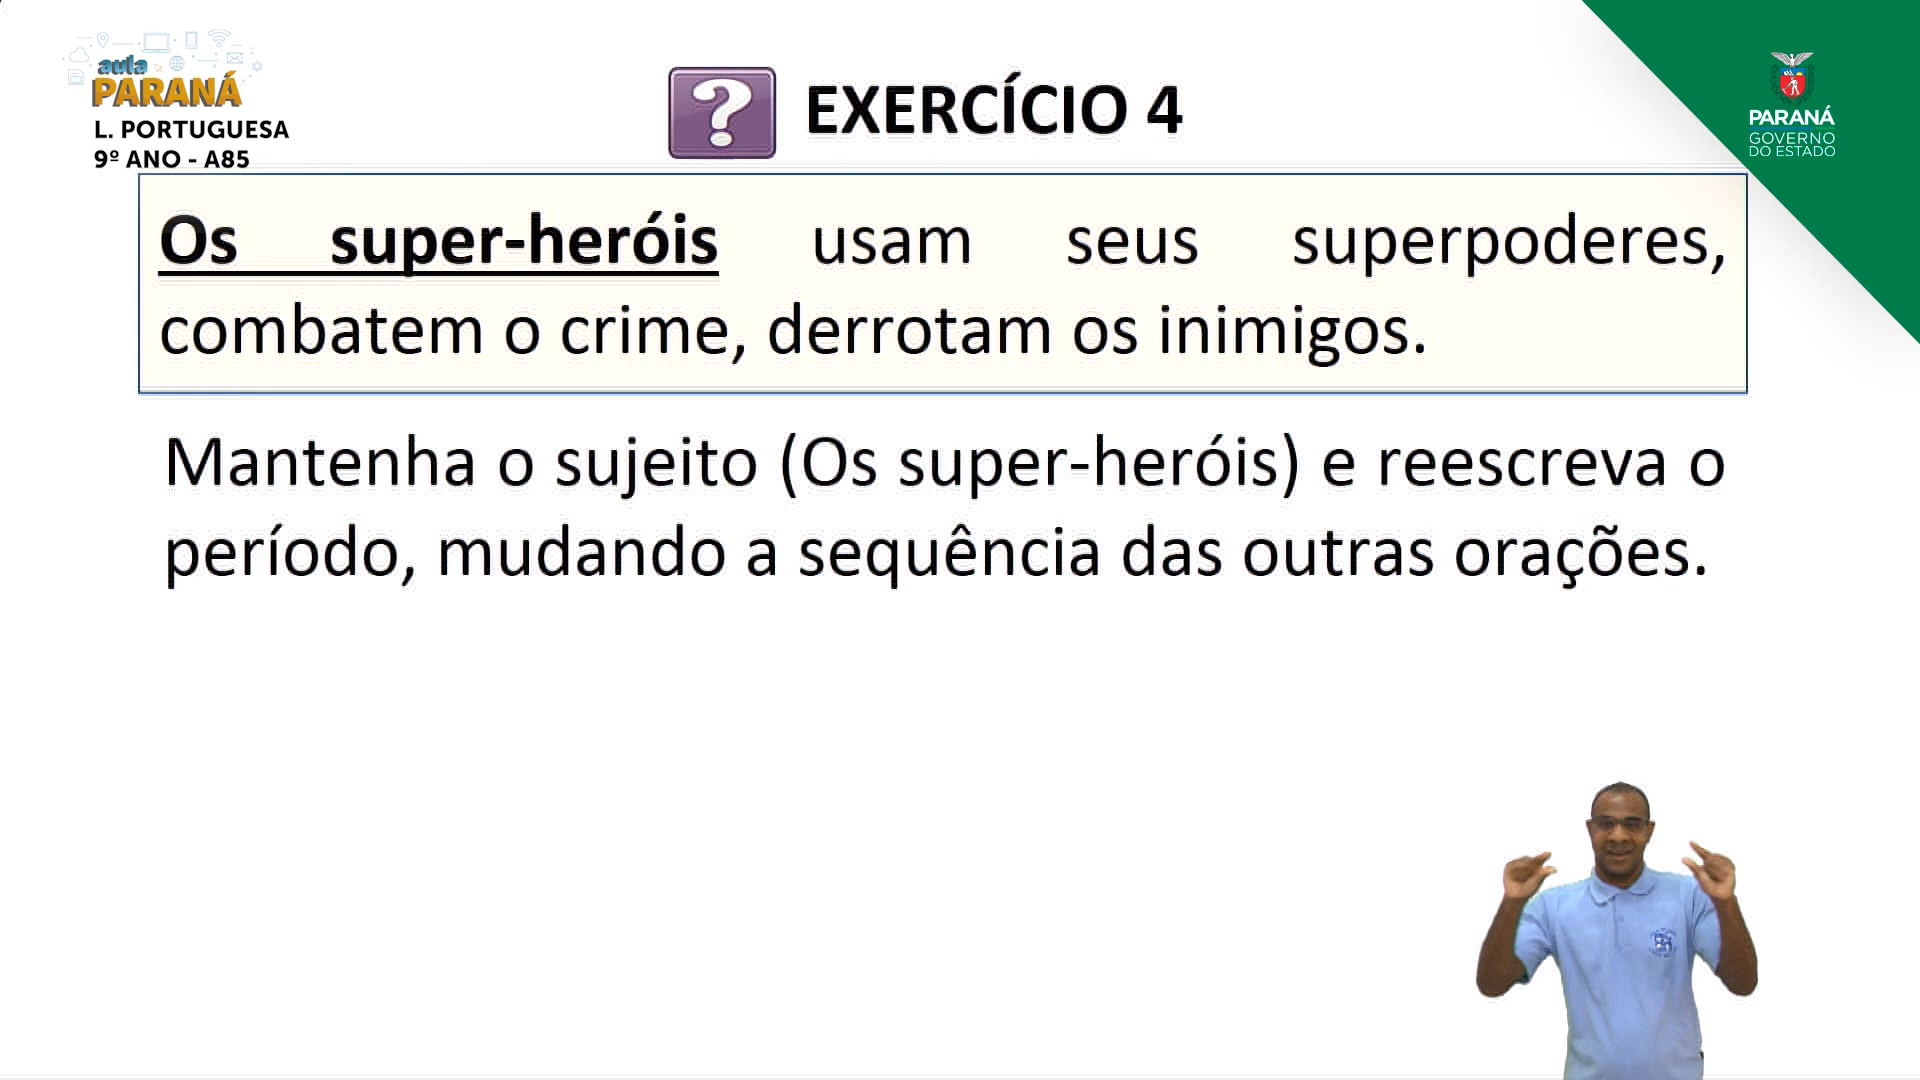 aula
PARANÁ
L. PORTUGUESA
9º ANO - A85
EXERCÍCIO 4
PARANÁ
GOVERNO
DO ESTADO
Os super-heróis usam seus superpoderes,
combatem o crime, derrotam os inimigos.
Mantenha o sujeito (Os super-heróis) e reescreva o
período, mudando a sequência das outras orações.